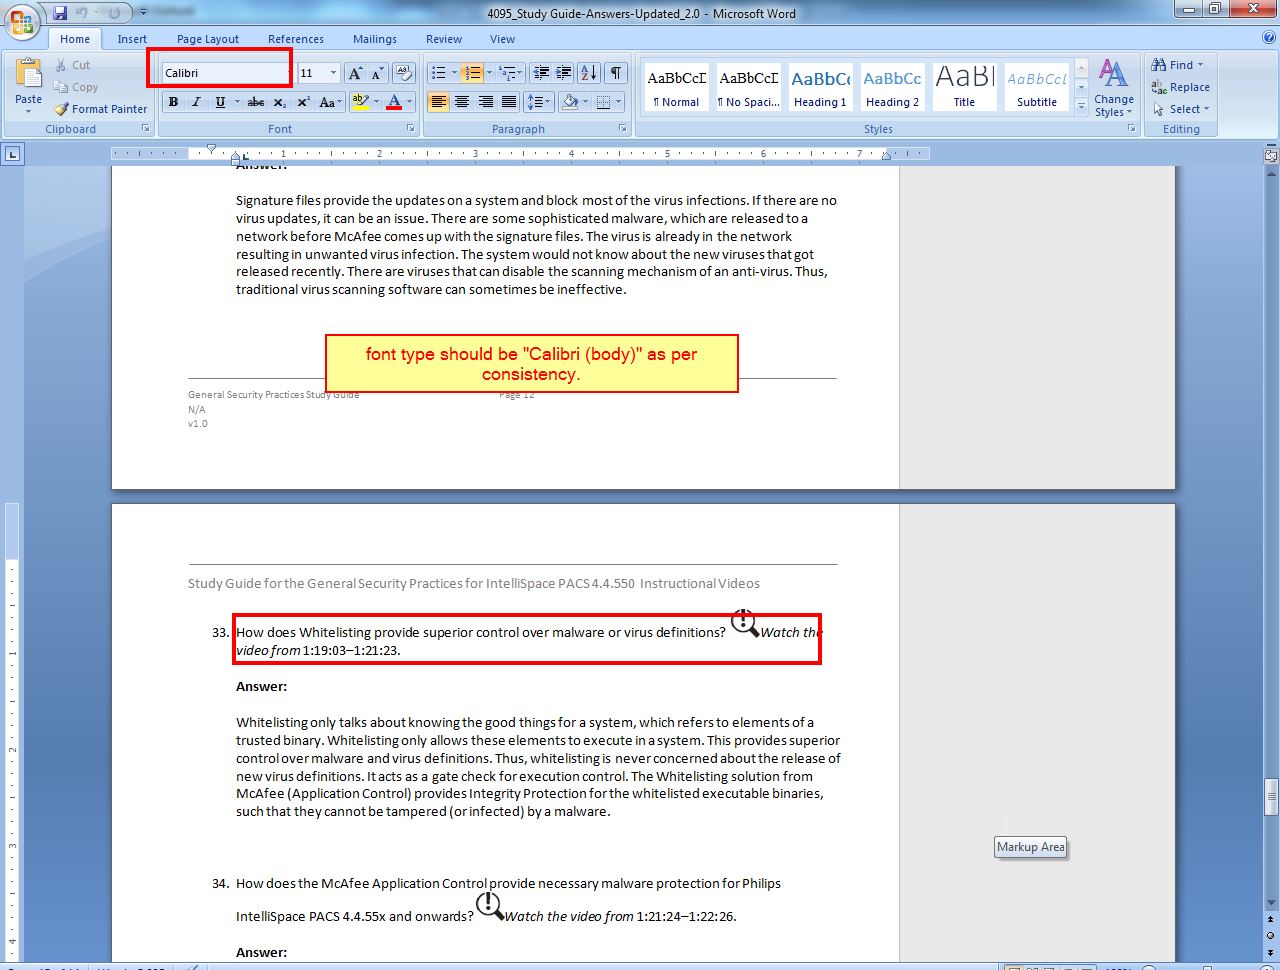 4095_Study Guide-Answers-Updated_2.0 - Microsoft Word
Home Insert Page Layout References Mailings Review View
Paste
Cut
Copy
Format Painter
Clipboard
Calibri 11
B I U abc x₂ x² Aa ab A
Font
Paragraph
AaBbCcD AaBbCcD AaBbCc AaBbCc AaB AaBbCcL
¶ Normal ¶ No Spaci... Heading 1 Heading 2 Title Subtitle
Change
Styles
Styles
Find
Replace
Select
Editing
1 2 3 4 5 6 7
Answer:
Signature files provide the updates on a system and block most of the virus infections. If there are no
virus updates, it can be an issue. There are some sophisticated malware, which are released to a
network before McAfee comes up with the signature files. The virus is already in the network
resulting in unwanted virus infection. The system would not know about the new viruses that got
released recently. There are viruses that can disable the scanning mechanism of an anti-virus. Thus,
traditional virus scanning software can sometimes be ineffective.
font type should be "Calibri (body)" as per
consistency.
General Security Practices Study Guide Page 12
N/A
v1.0
Study Guide for the General Security Practices for IntelliSpace PACS 4.4.550 Instructional Videos
33. How does Whitelisting provide superior control over malware or virus definitions? Watch the
video from 1:19:03–1:21:23.
Answer:
Whitelisting only talks about knowing the good things for a system, which refers to elements of a
trusted binary. Whitelisting only allows these elements to execute in a system. This provides superior
control over malware and virus definitions. Thus, whitelisting is never concerned about the release of
new virus definitions. It acts as a gate check for execution control. The Whitelisting solution from
McAfee (Application Control) provides Integrity Protection for the whitelisted executable binaries,
such that they cannot be tampered (or infected) by a malware.
Markup Area
34. How does the McAfee Application Control provide necessary malware protection for Philips
IntelliSpace PACS 4.4.55x and onwards? Watch the video from 1:21:24–1:22:26.
Answer: